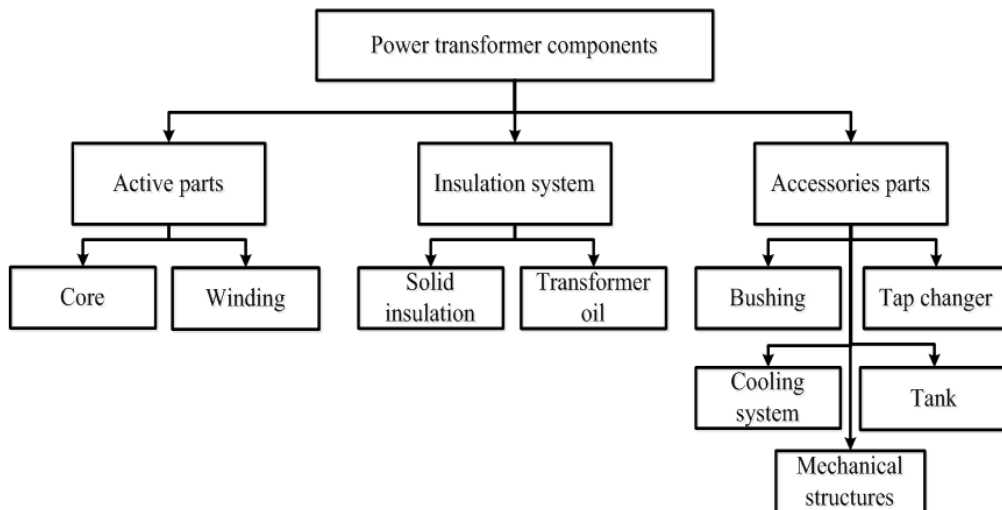 Power transformer components
Active parts
Insulation system
Accessories parts
Core
Winding
Solid
insulation
Transformer
oil
Bushing
Tap changer
Cooling
system
Tank
Mechanical
structures